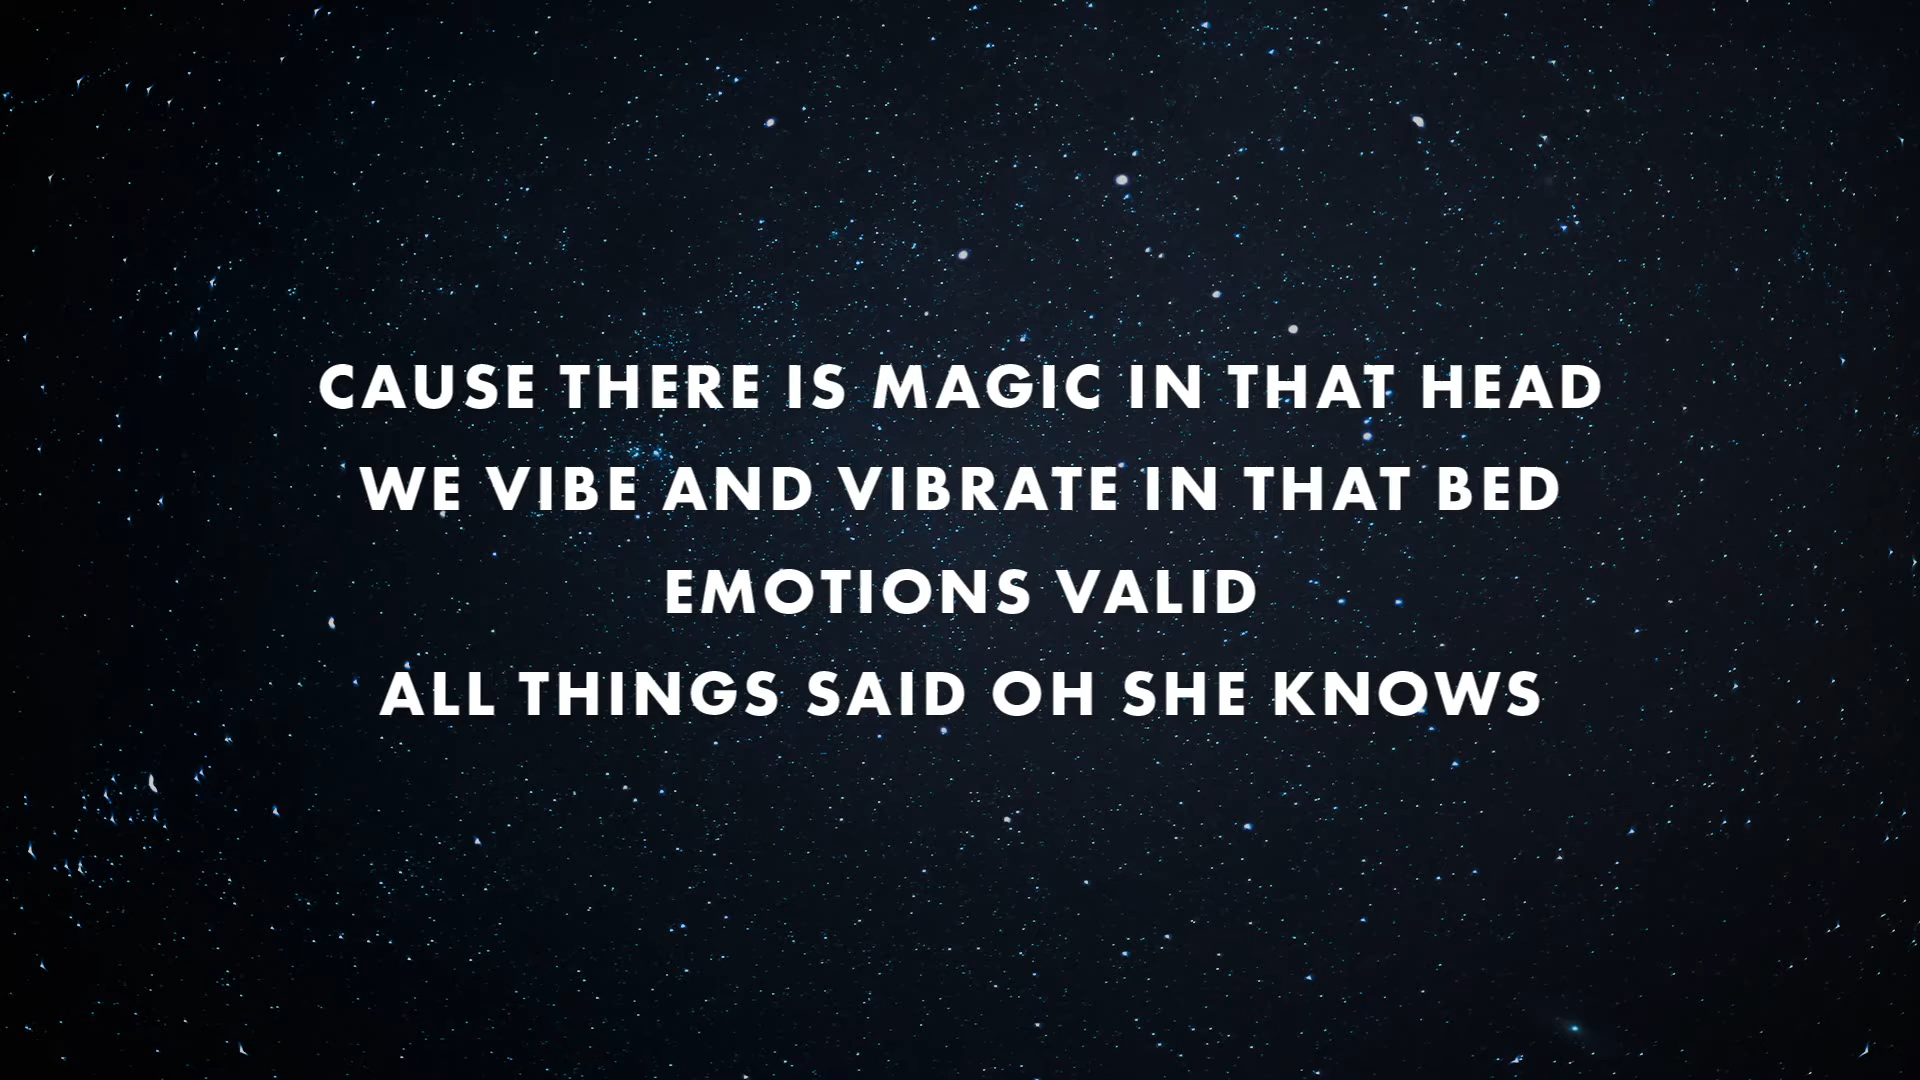 CAUSE THERE IS MAGIC IN THAT HEAD
WE VIBE AND VIBRATE IN THAT BED
EMOTIONS VALID
ALL THINGS SAID OH SHE KNOWS